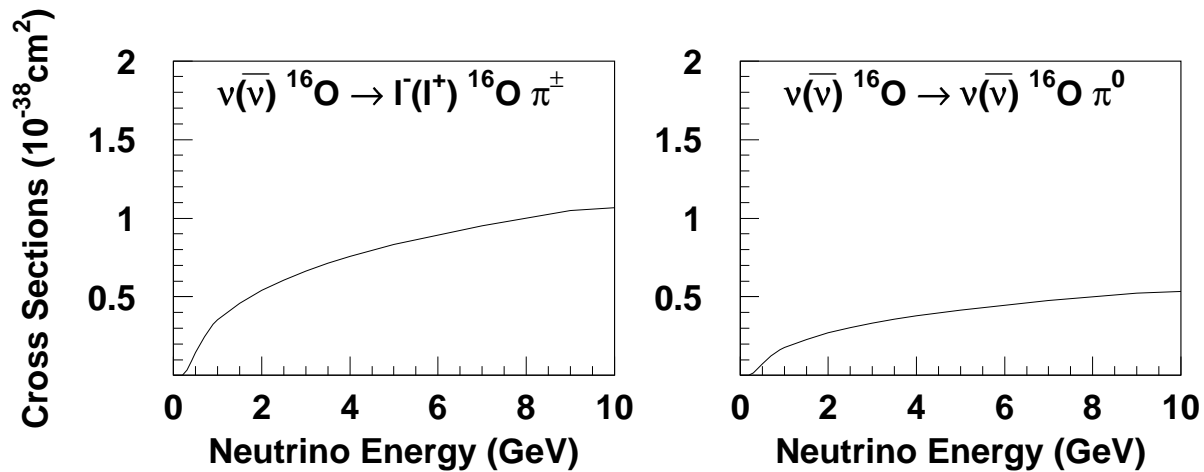 Cross Sections (10⁻³⁸cm²)
ν(ν̅) ¹⁶O → l⁻(l⁺) ¹⁶O π±
2
1.5
1
0.5
0 2 4 6 8 10
Neutrino Energy (GeV)
ν(ν̅) ¹⁶O → ν(ν̅) ¹⁶O π⁰
2
1.5
1
0.5
0 2 4 6 8 10
Neutrino Energy (GeV)